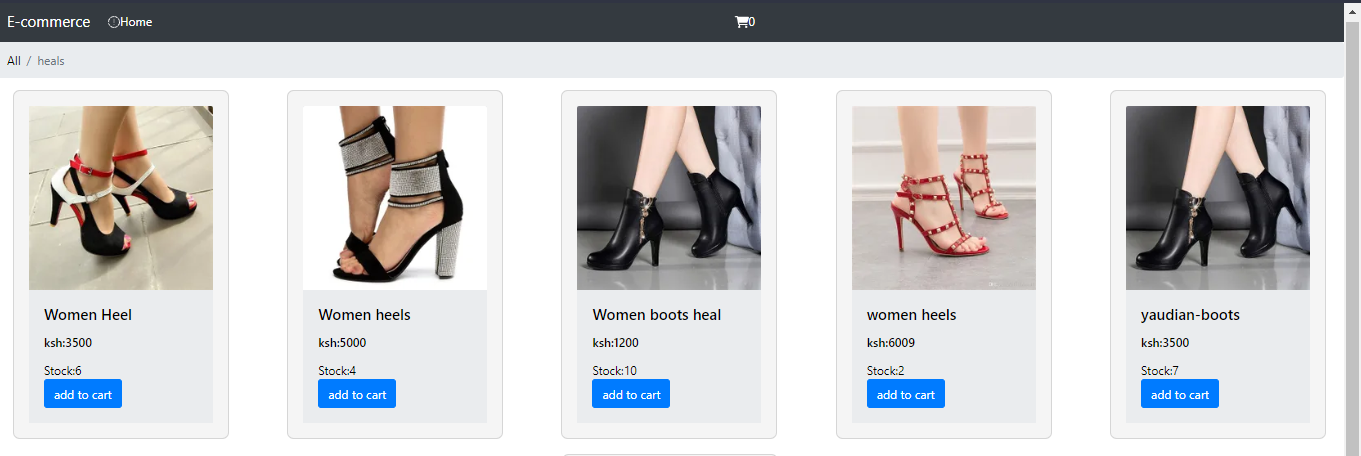 E-commerce Home 0
All / heals
Women Heel
ksh:3500
Stock:6
add to cart
Women heels
ksh:5000
Stock:4
add to cart
Women boots heal
ksh:1200
Stock:10
add to cart
women heels
ksh:6009
Stock:2
add to cart
yaudian-boots
ksh:3500
Stock:7
add to cart